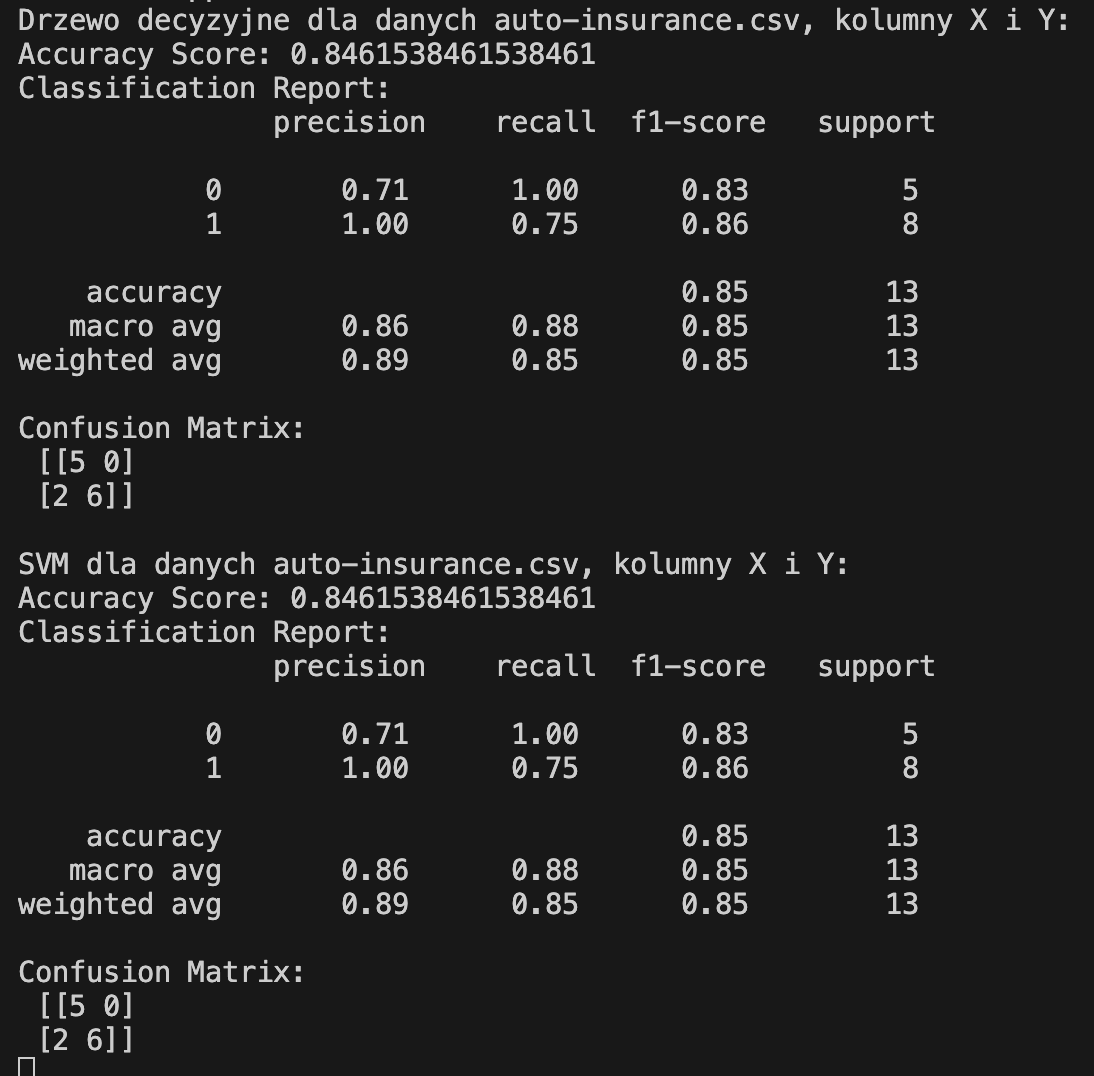 Drzewo decyzyjne dla danych auto-insurance.csv, kolumny X i Y:
Accuracy Score: 0.8461538461538461
Classification Report:
precision recall f1-score support
0 0.71 1.00 0.83 5
1 1.00 0.75 0.86 8
accuracy 0.85 13
macro avg 0.86 0.88 0.85 13
weighted avg 0.89 0.85 0.85 13
Confusion Matrix:
[[5 0]
[2 6]]
SVM dla danych auto-insurance.csv, kolumny X i Y:
Accuracy Score: 0.8461538461538461
Classification Report:
precision recall f1-score support
0 0.71 1.00 0.83 5
1 1.00 0.75 0.86 8
accuracy 0.85 13
macro avg 0.86 0.88 0.85 13
weighted avg 0.89 0.85 0.85 13
Confusion Matrix:
[[5 0]
[2 6]]